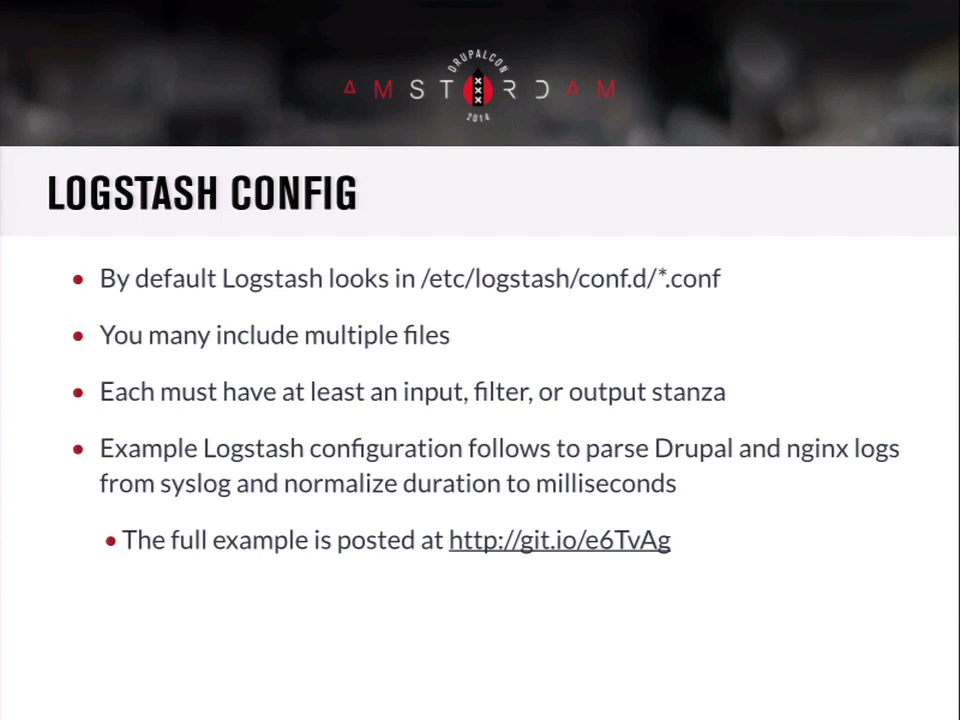 DRUPALCON
AMSTERDAM
2014
LOGSTASH CONFIG
• By default Logstash looks in /etc/logstash/conf.d/*.conf
• You many include multiple files
• Each must have at least an input, filter, or output stanza
• Example Logstash configuration follows to parse Drupal and nginx logs
from syslog and normalize duration to milliseconds
• The full example is posted at http://git.io/e6TvAg